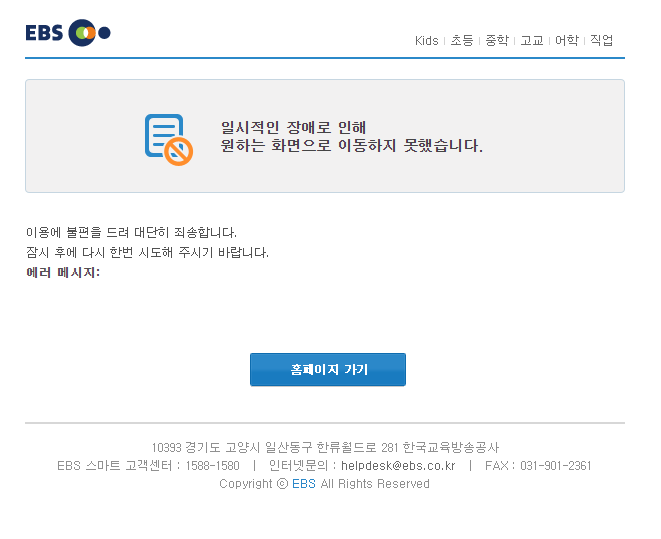 EBS
Kids | 초등 | 중학 | 고교 | 어학 | 직업
일시적인 장애로 인해
원하는 화면으로 이동하지 못했습니다.
이용에 불편을 드려 대단히 죄송합니다.
잠시 후에 다시 한번 시도해 주시기 바랍니다.
에러 메시지:
홈페이지 가기
10393 경기도 고양시 일산동구 한류월드로 281 한국교육방송공사
EBS 스마트 고객센터 : 1588-1580 | 인터넷문의 : helpdesk@ebs.co.kr | FAX : 031-901-2361
Copyright ⓒ EBS All Rights Reserved